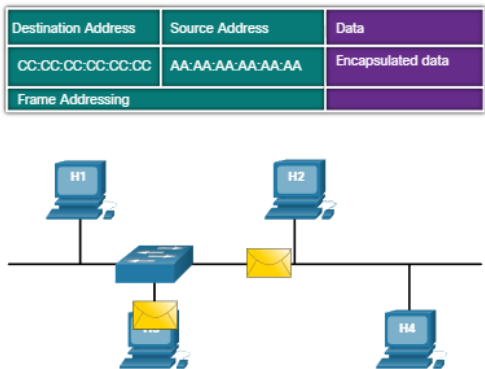 Destination Address Source Address Data
CC:CC:CC:CC:CC:CC AA:AA:AA:AA:AA:AA Encapsulated data
Frame Addressing
H1 H2
H4